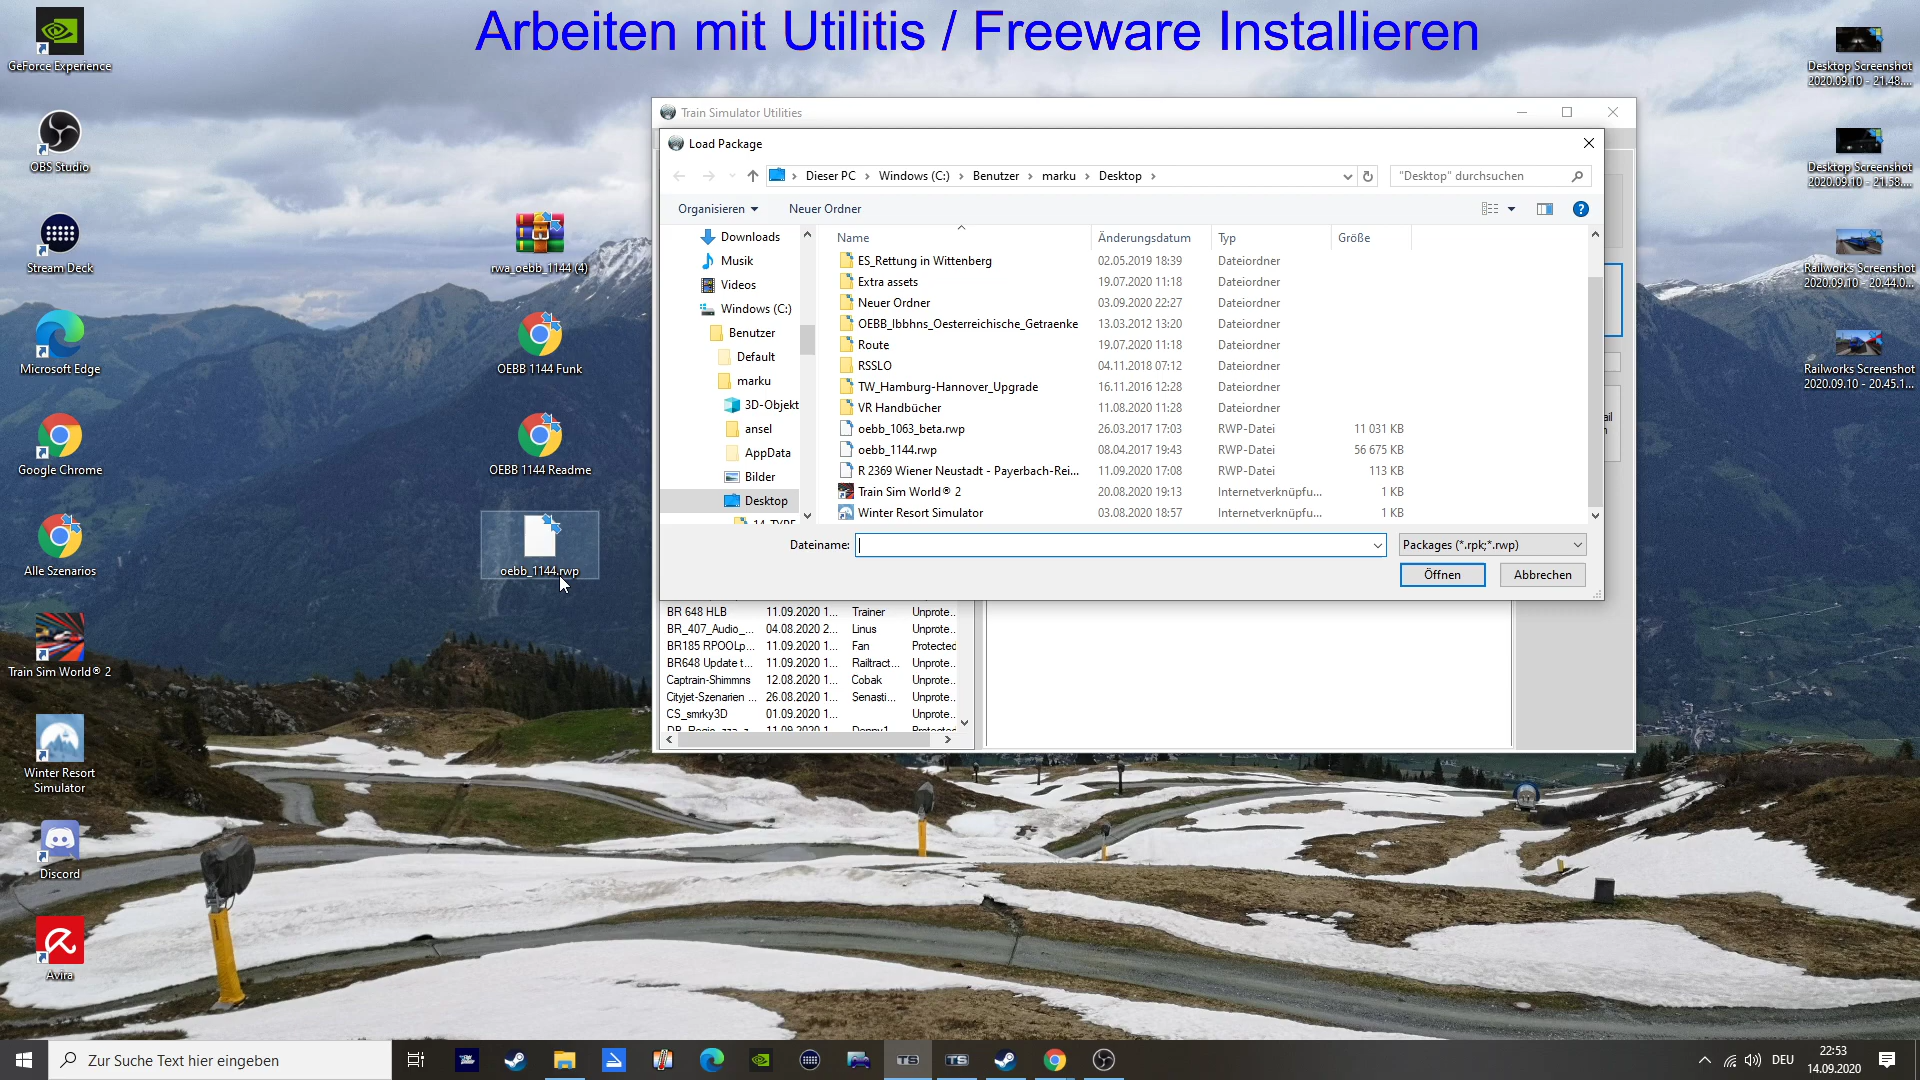 Arbeiten mit Utilitis / Freeware Installieren
GeForce Experience
OBS Studio
Stream Deck
Microsoft Edge
Google Chrome
Alle Szenarios
Train Sim World® 2
Winter Resort
Simulator
Discord
Avira
rwa_oebb_1144 (4)
OEBB 1144 Funk
OEBB 1144 Readme
oebb_1144.rwp
Desktop Screenshot
2020.09.10 - 21.48....
Desktop Screenshot
2020.09.10 - 21.58....
Railworks Screenshot
2020.09.10 - 20.44.0...
Railworks Screenshot
2020.09.10 - 20.45.1...
Train Simulator Utilities
Load Package
Dieser PC > Windows (C:) > Benutzer > marku > Desktop >
"Desktop" durchsuchen
Organisieren
Neuer Ordner
Downloads
Musik
Videos
Windows (C:)
Benutzer
Default
marku
3D-Objekt
ansel
AppData
Bilder
Desktop
Name Änderungsdatum Typ Größe
ES_Rettung in Wittenberg 02.05.2019 18:39 Dateiordner
Extra assets 19.07.2020 11:18 Dateiordner
Neuer Ordner 03.09.2020 22:27 Dateiordner
OEBB_lbbhns_Oesterreichische_Getraenke 13.03.2012 13:20 Dateiordner
Route 19.07.2020 11:18 Dateiordner
RSSLO 04.11.2018 07:12 Dateiordner
TW_Hamburg-Hannover_Upgrade 16.11.2016 12:28 Dateiordner
VR Handbücher 11.08.2020 11:28 Dateiordner
oebb_1063_beta.rwp 26.03.2017 17:03 RWP-Datei 11 031 KB
oebb_1144.rwp 08.04.2017 19:43 RWP-Datei 56 675 KB
R 2369 Wiener Neustadt - Payerbach-Rei... 11.09.2020 17:08 RWP-Datei 113 KB
Train Sim World® 2 20.08.2020 19:13 Internetverknüpfu... 1 KB
Winter Resort Simulator 03.08.2020 18:57 Internetverknüpfu... 1 KB
Dateiname:
Packages (*.rpk;*.rwp)
Öffnen
Abbrechen
BR 648 HLB 11.09.2020 1... Trainer Unprote...
BR_407_Audio_... 04.08.2020 2... Linus Unprote...
BR185 RPOOLp... 11.09.2020 1... Fan Protected
BR648 Update t... 11.09.2020 1... Railtract... Unprote...
Captrain-Shimmns 12.08.2020 1... Cobak Unprote...
Cityjet-Szenarien ... 26.08.2020 1... Senasti... Unprote...
CS_smrky3D 01.09.2020 1... Unprote...
Zur Suche Text hier eingeben
TS
TS
DEU
22:53
14.09.2020